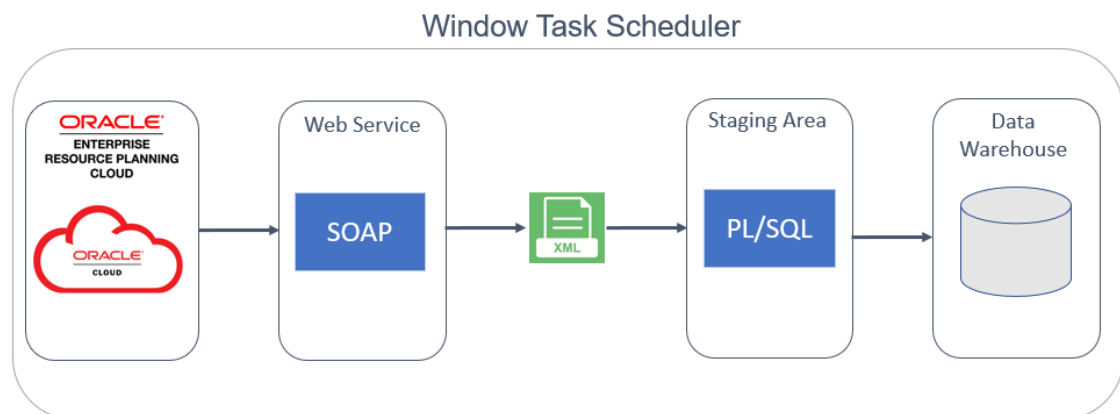 Window Task Scheduler
ORACLE®
ENTERPRISE
RESOURCE PLANNING
CLOUD
ORACLE®
CLOUD
Web Service
SOAP
XML
Staging Area
PL/SQL
Data
Warehouse